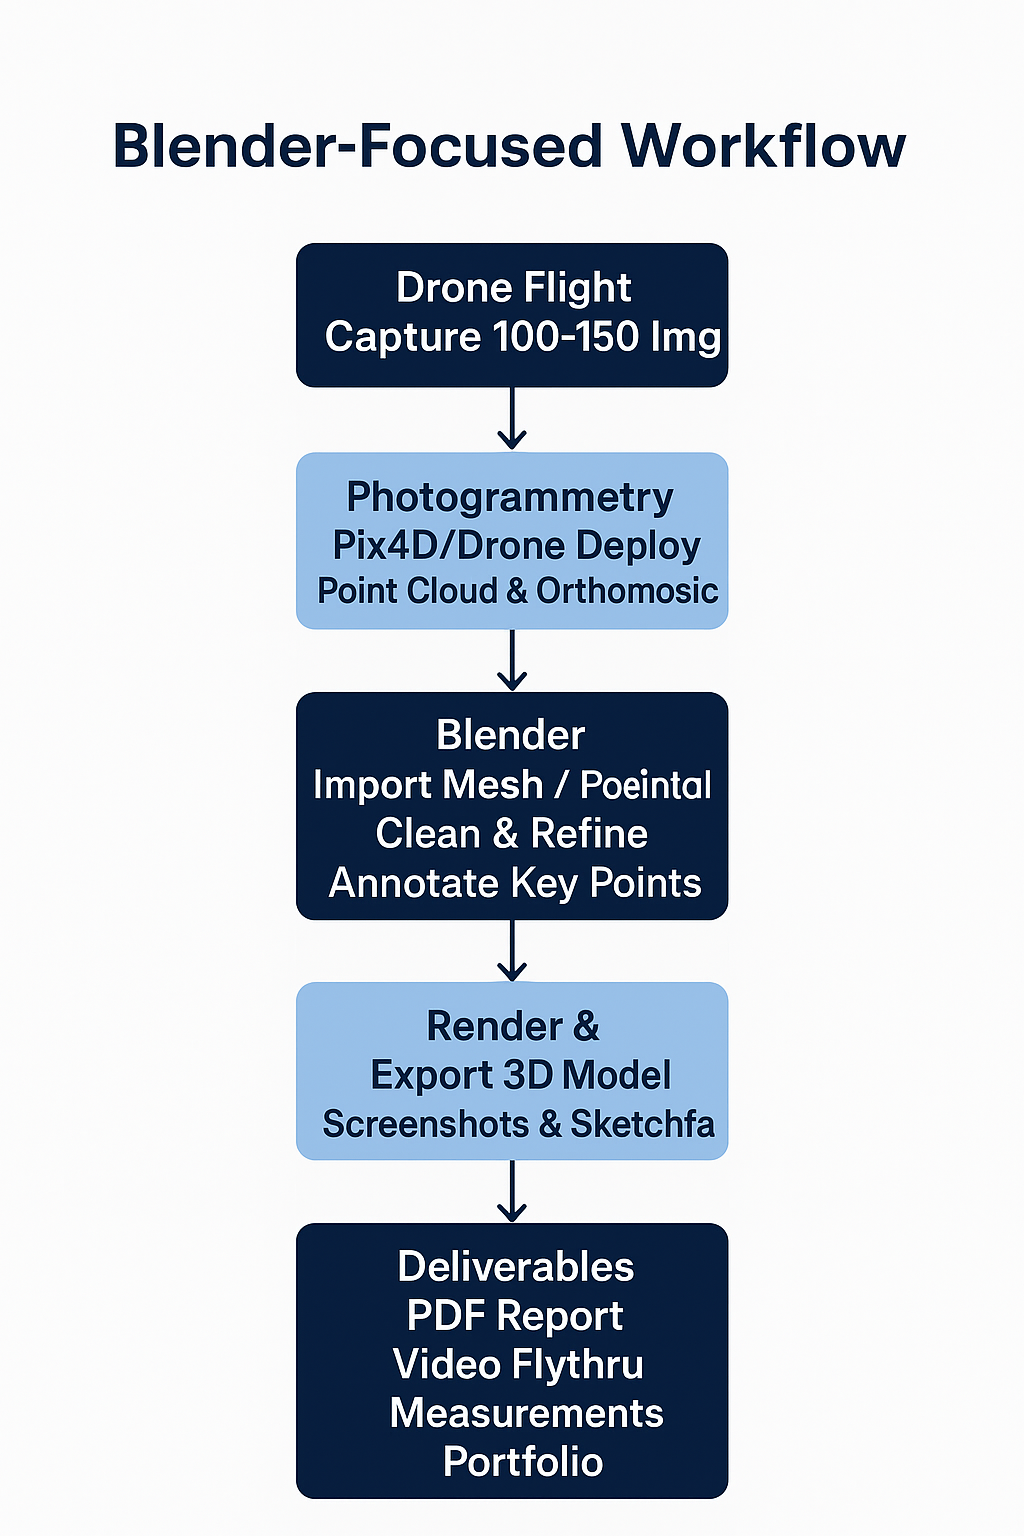 Blender-Focused Workflow
Drone Flight
Capture 100-150 Img
Photogrammetry
Pix4D/Drone Deploy
Point Cloud & Orthomosic
Blender
Import Mesh / Poeintal
Clean & Refine
Annotate Key Points
Render &
Export 3D Model
Screenshots & Sketchfa
Deliverables
PDF Report
Video Flythru
Measurements
Portfolio